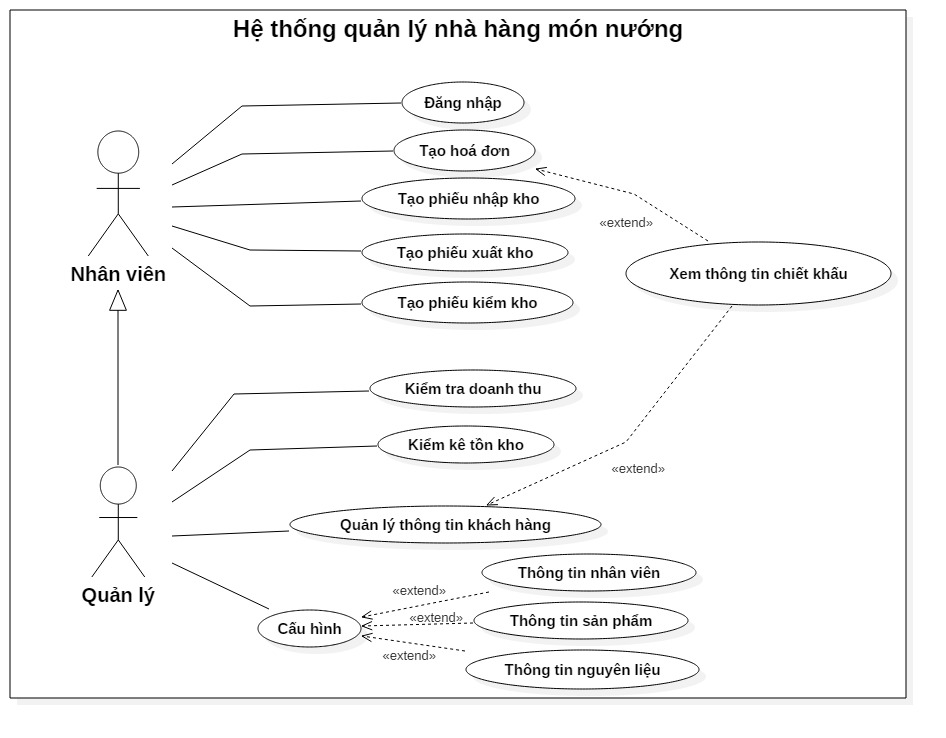 Hệ thống quản lý nhà hàng món nướng
Đăng nhập
Tạo hoá đơn
Tạo phiếu nhập kho
«extend»
Tạo phiếu xuất kho
Xem thông tin chiết khấu
Nhân viên
Tạo phiếu kiểm kho
Kiểm tra doanh thu
Kiểm kê tồn kho
«extend»
Quản lý thông tin khách hàng
Thông tin nhân viên
«extend»
Quản lý
«extend»
Thông tin sản phẩm
Cấu hình
«extend»
Thông tin nguyên liệu